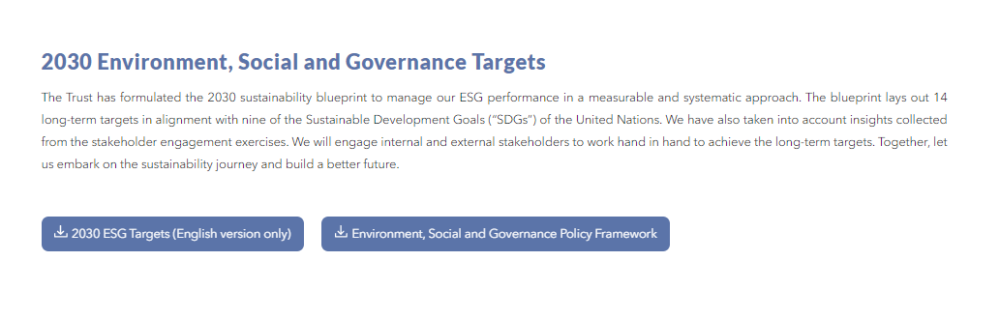 2030 Environment, Social and Governance Targets
The Trust has formulated the 2030 sustainability blueprint to manage our ESG performance in a measurable and systematic approach. The blueprint lays out 14
long-term targets in alignment with nine of the Sustainable Development Goals (“SDGs”) of the United Nations. We have also taken into account insights collected
from the stakeholder engagement exercises. We will engage internal and external stakeholders to work hand in hand to achieve the long-term targets. Together, let
us embark on the sustainability journey and build a better future.
2030 ESG Targets (English version only)
Environment, Social and Governance Policy Framework